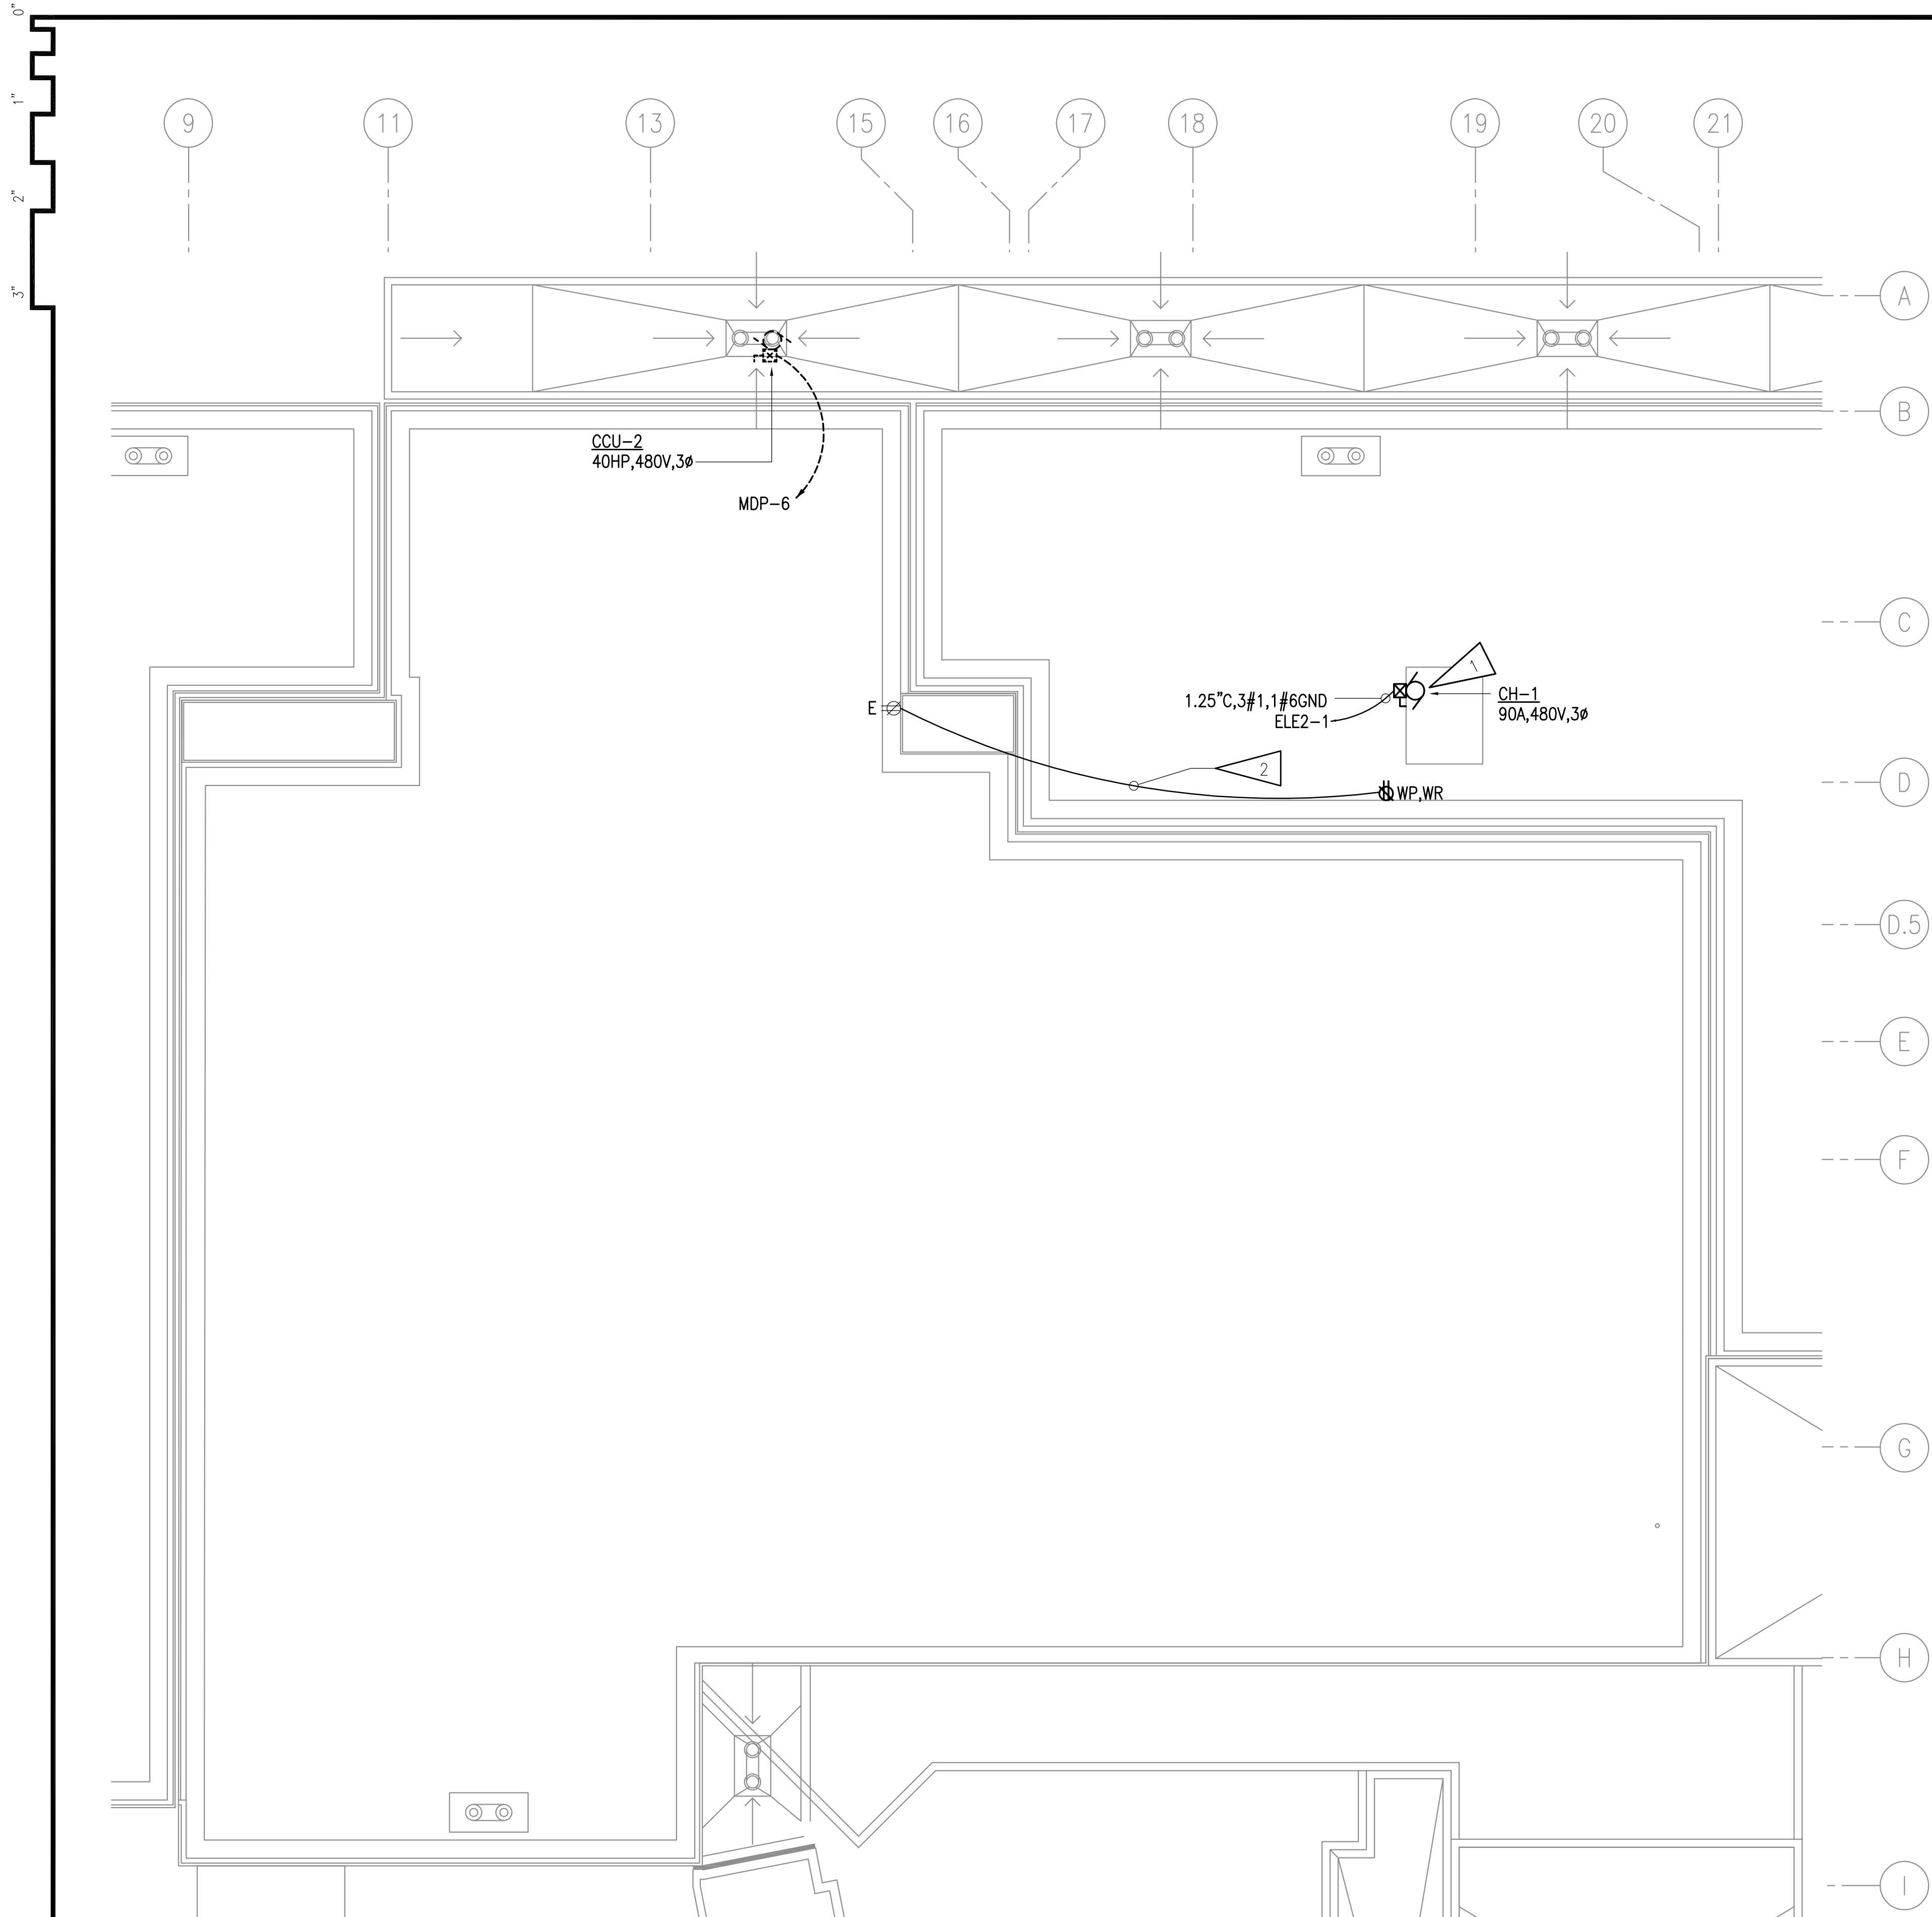 0"
1"
2"
3"
9 11 13 15 16 17 18 19 20 21
A
B
CCU-2
40HP,480V,3ø
MDP-6
C
1
1.25"C,3#1,1#6GND
ELE2-1
CH-1
90A,480V,3ø
E
2
WP,WR
D
D.5
E
F
G
H
I